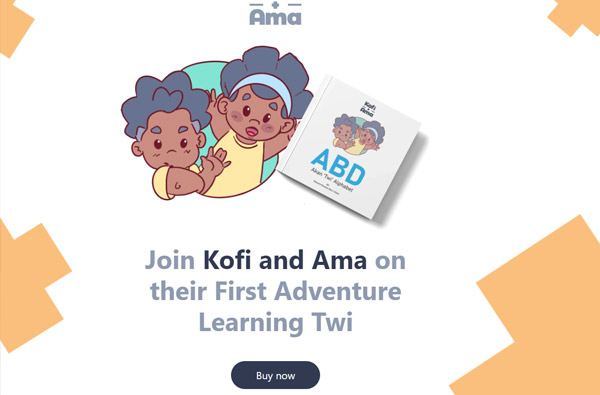 Ama
Kofi
Ama
ABD
Akan 'Twi' Alphabet
Join Kofi and Ama on
their First Adventure
Learning Twi
Buy now